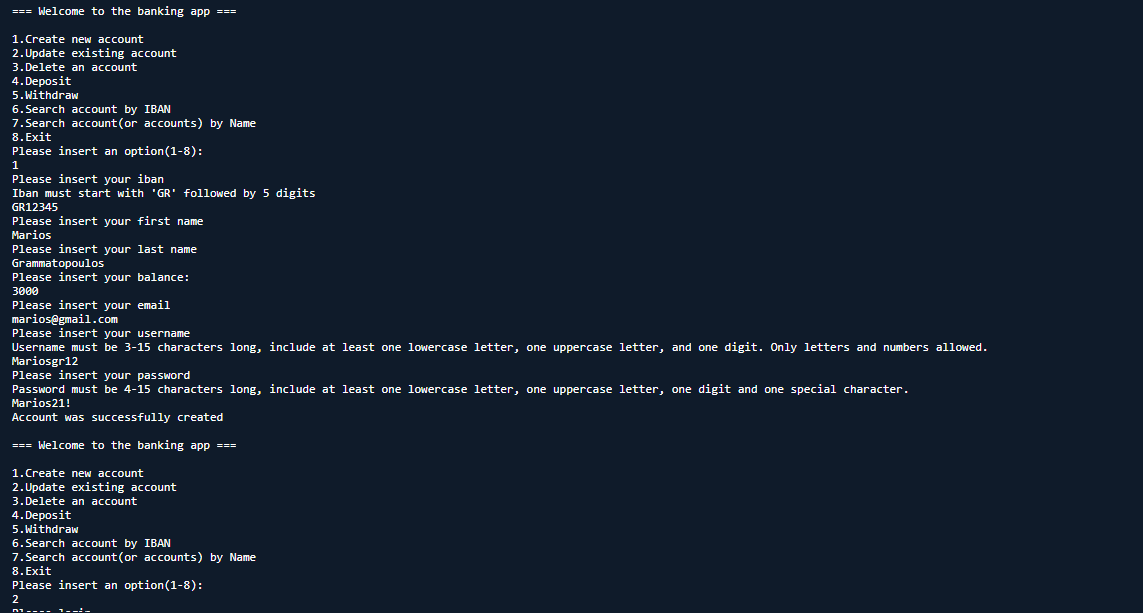 === Welcome to the banking app ===
1.Create new account
2.Update existing account
3.Delete an account
4.Deposit
5.Withdraw
6.Search account by IBAN
7.Search account(or accounts) by Name
8.Exit
Please insert an option(1-8):
1
Please insert your iban
Iban must start with 'GR' followed by 5 digits
GR12345
Please insert your first name
Marios
Please insert your last name
Grammatopoulos
Please insert your balance:
3000
Please insert your email
marios@gmail.com
Please insert your username
Username must be 3-15 characters long, include at least one lowercase letter, one uppercase letter, and one digit. Only letters and numbers allowed.
Mariosgr12
Please insert your password
Password must be 4-15 characters long, include at least one lowercase letter, one uppercase letter, one digit and one special character.
Marios21!
Account was successfully created
=== Welcome to the banking app ===
1.Create new account
2.Update existing account
3.Delete an account
4.Deposit
5.Withdraw
6.Search account by IBAN
7.Search account(or accounts) by Name
8.Exit
Please insert an option(1-8):
2